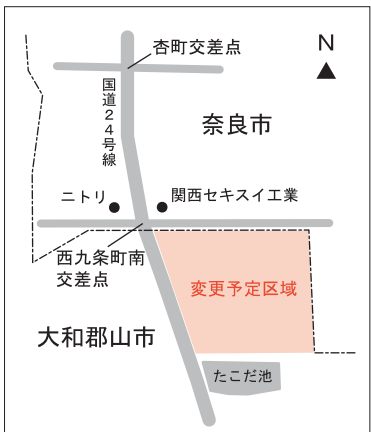 杏町交差点
N
国道24号線
奈良市
ニトリ
関西セキスイ工業
西九条町南
交差点
変更予定区域
大和郡山市
たこだ池